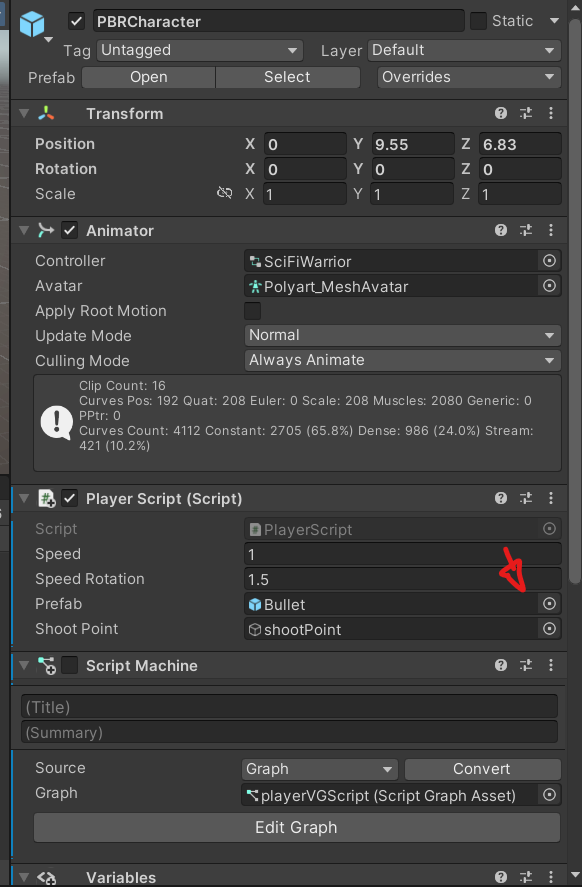 PBRCharacter Static
Tag Untagged Layer Default
Prefab Open Select Overrides
Transform
Position X 0 Y 9.55 Z 6.83
Rotation X 0 Y 0 Z 0
Scale X 1 Y 1 Z 1
Animator
Controller SciFiWarrior
Avatar Polyart_MeshAvatar
Apply Root Motion
Update Mode Normal
Culling Mode Always Animate
Clip Count: 16
Curves Pos: 192 Quat: 208 Euler: 0 Scale: 208 Muscles: 2080 Generic: 0
PPtr: 0
Curves Count: 4112 Constant: 2705 (65.8%) Dense: 986 (24.0%) Stream:
421 (10.2%)
Player Script (Script)
Script PlayerScript
Speed 1
Speed Rotation 1.5
Prefab Bullet
Shoot Point shootPoint
Script Machine
(Title)
(Summary)
Source Graph Convert
Graph playerVGScript (Script Graph Asset)
Edit Graph
Variables